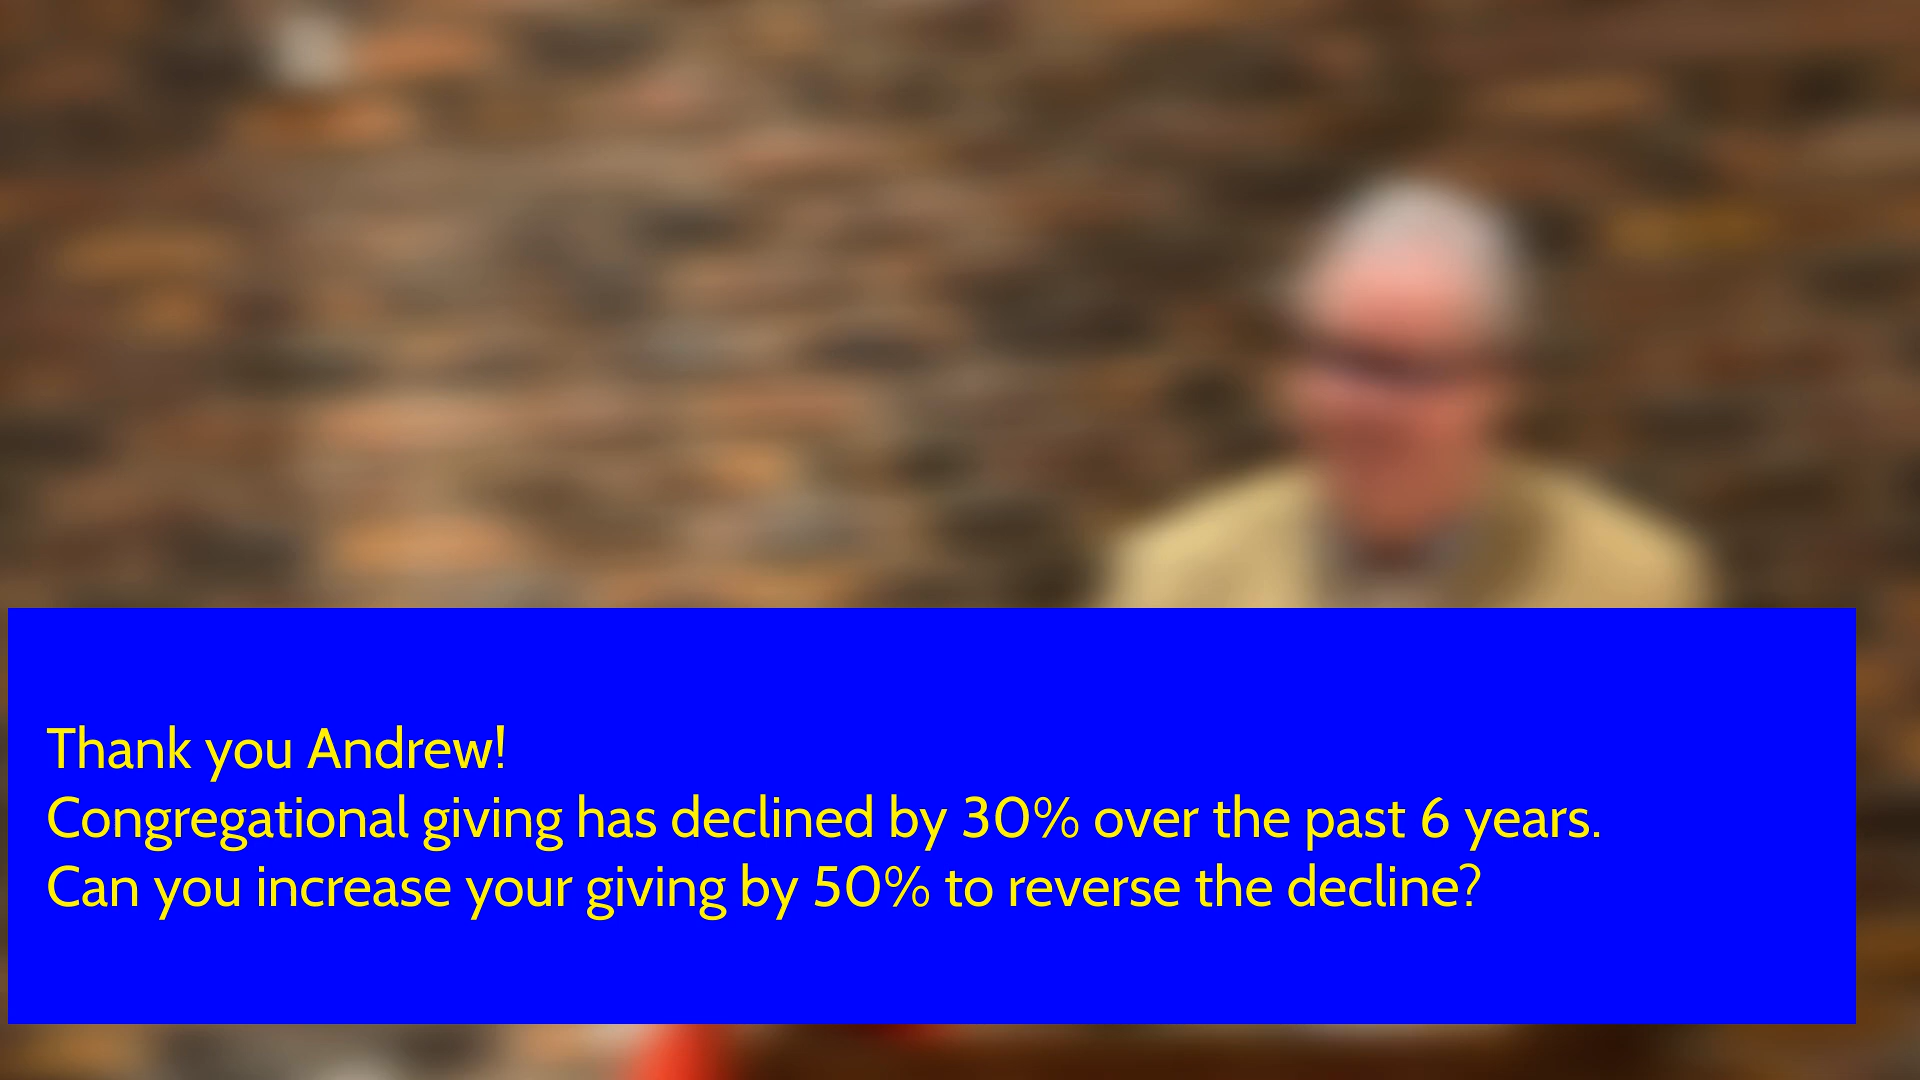 Thank you Andrew!
Congregational giving has declined by 30% over the past 6 years.
Can you increase your giving by 50% to reverse the decline?